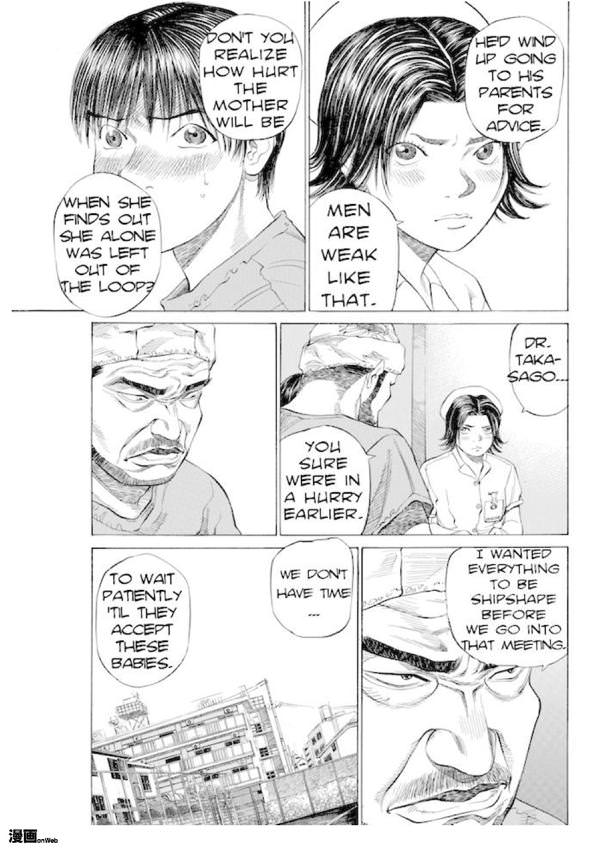 HE'D WIND
UP GOING
TO HIS
PARENTS
FOR
ADVICE.
MEN
ARE
WEAK
LIKE
THAT.
DON'T YOU
REALIZE
HOW HURT
THE
MOTHER
WILL BE
WHEN SHE
FINDS OUT
SHE ALONE
WAS LEFT
OUT OF
THE LOOP?
DR.
TAKA-
SAGO...
YOU
SURE
WERE IN
A HURRY
EARLIER.
I WANTED
EVERYTHING
TO BE
SHIPSHAPE
BEFORE
WE GO INTO
THAT MEETING.
WE DON'T
HAVE TIME
...
TO WAIT
PATIENTLY
'TIL THEY
ACCEPT
THESE
BABIES.
漫画onWeb